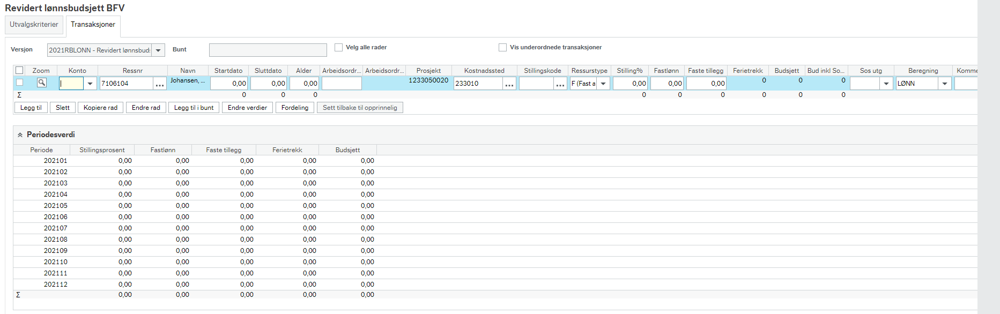 Revidert lønnsbudsjett BFV
Utvalgskriterier Transaksjoner
Versjon 2021RBLONN - Revidert lønnsbuds Bunt Velg alle rader Vis underordnede transaksjoner
Zoom Konto Ressnr Navn Startdato Sluttdato Alder Arbeidsordr... Arbeidsordr... Prosjekt Kostnadssted Stillingskode Ressurstype Stilling% Fastlønn Faste tillegg Ferietrekk Budsjett Bud inkl So... Sos utg Beregning Komme
7106104 ... Johansen, ... 0,00 0,00 0,00 1233050020 233010 ... ... F (Fast a 0,00 0,00 0,00 0 0 0 LØNN
Σ 0 0 0 0 0 0 0 0 0
Legg til Slett Kopiere rad Endre rad Legg til i bunt Endre verdier Fordeling Sett tilbake til opprinnelig
Periodesverdi
Periode Stillingsprosent Fastlønn Faste tillegg Ferietrekk Budsjett
202101 0,00 0,00 0,00 0,00 0,00
202102 0,00 0,00 0,00 0,00 0,00
202103 0,00 0,00 0,00 0,00 0,00
202104 0,00 0,00 0,00 0,00 0,00
202105 0,00 0,00 0,00 0,00 0,00
202106 0,00 0,00 0,00 0,00 0,00
202107 0,00 0,00 0,00 0,00 0,00
202108 0,00 0,00 0,00 0,00 0,00
202109 0,00 0,00 0,00 0,00 0,00
202110 0,00 0,00 0,00 0,00 0,00
202111 0,00 0,00 0,00 0,00 0,00
202112 0,00 0,00 0,00 0,00 0,00
Σ 0,00 0,00 0,00 0,00 0,00